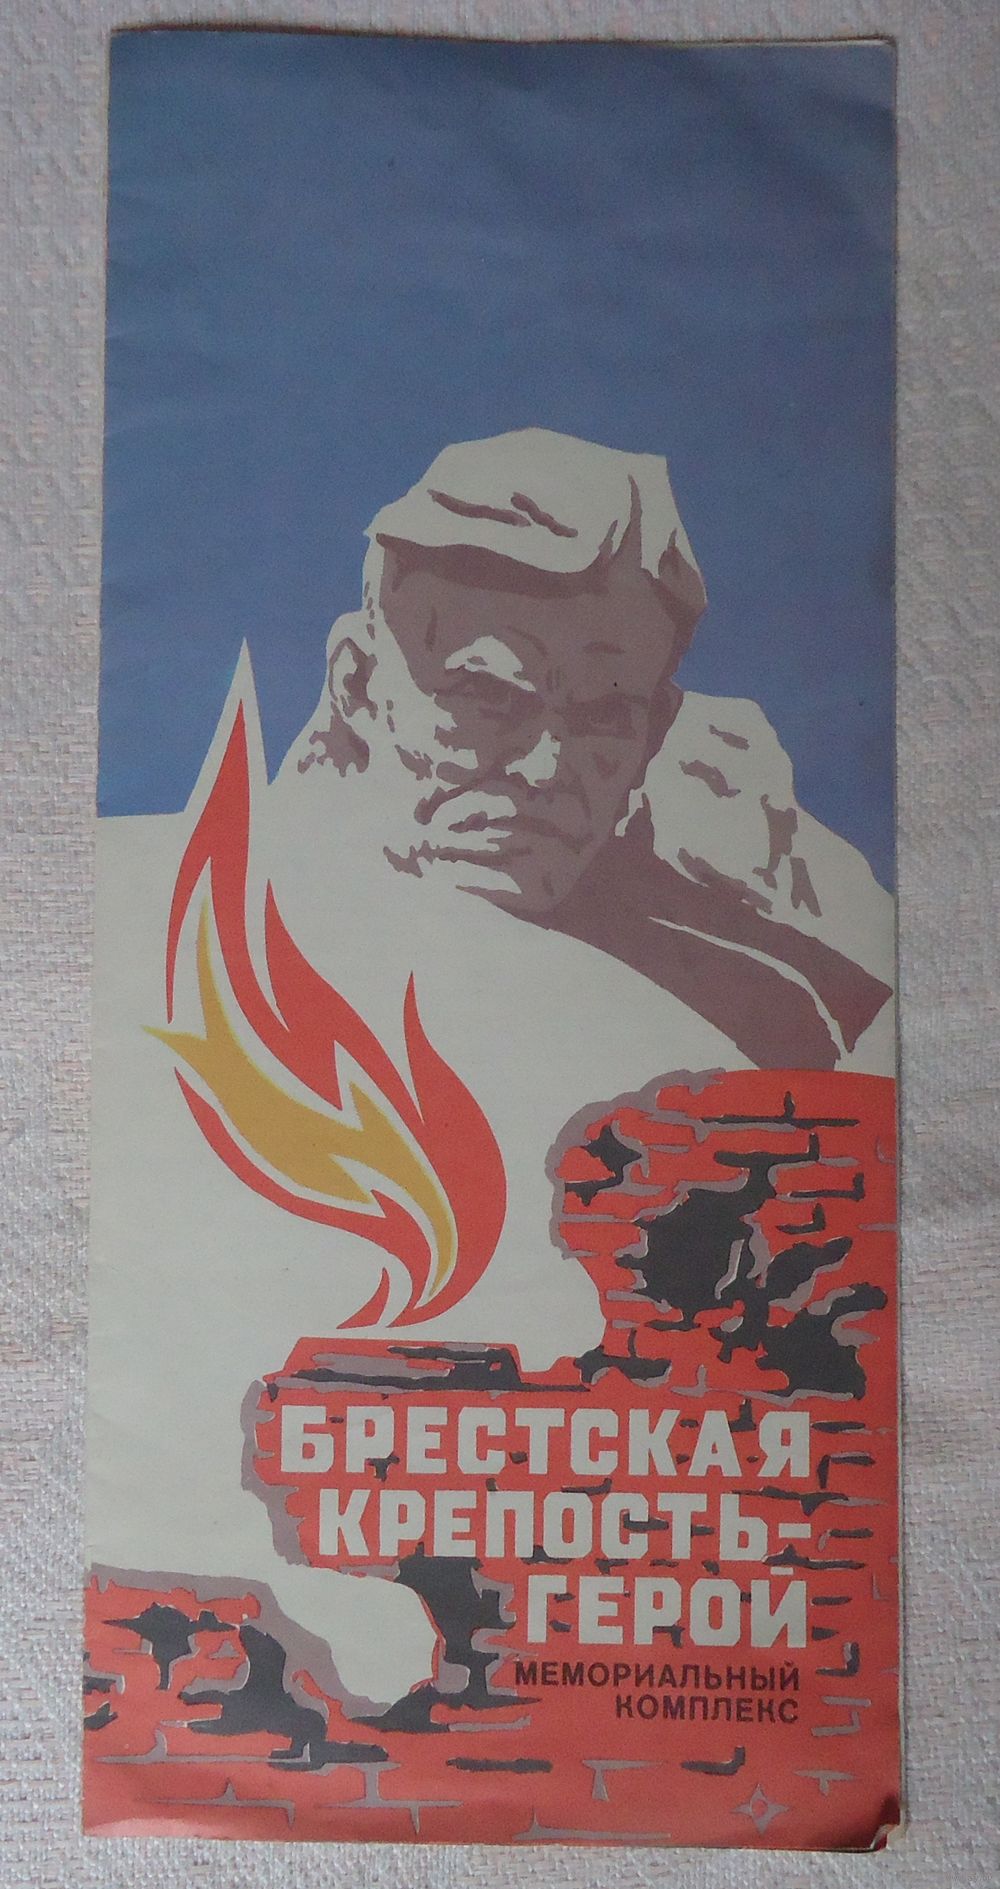 БРЕСТСКАЯ
КРЕПОСТЬ-
ГЕРОЙ
МЕМОРИАЛЬНЫЙ
КОМПЛЕКС